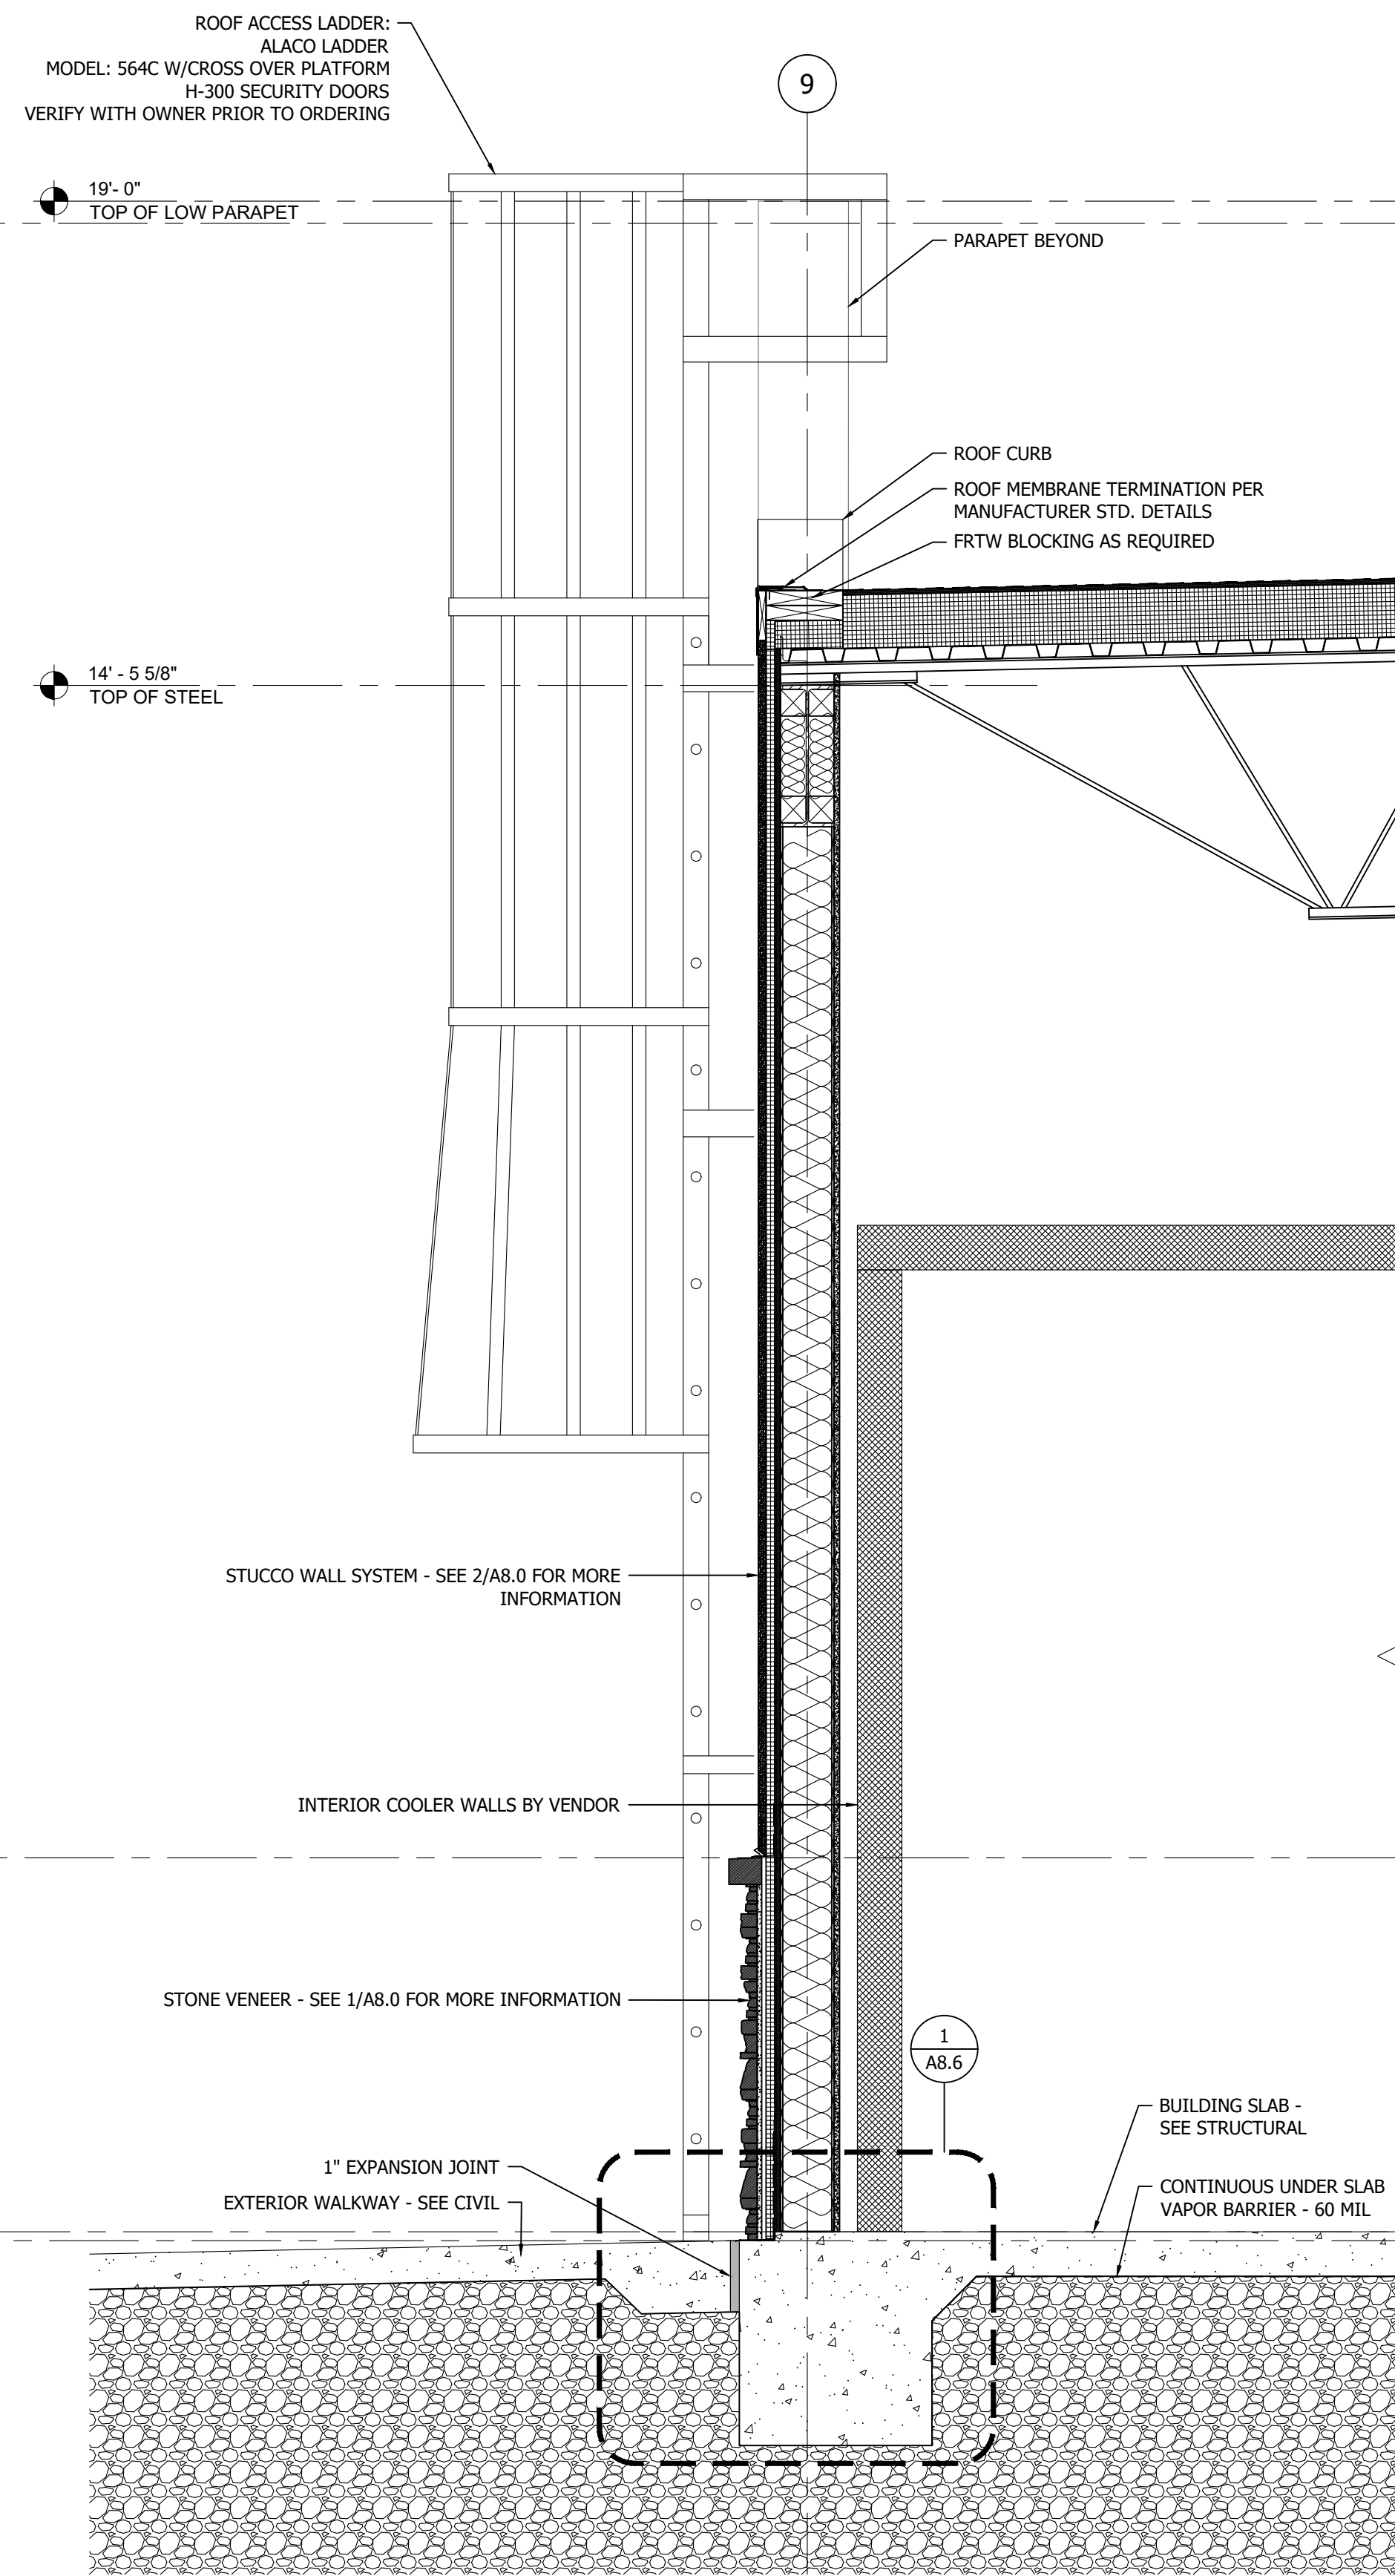 ROOF ACCESS LADDER:
ALACO LADDER
MODEL: 564C W/CROSS OVER PLATFORM
H-300 SECURITY DOORS
VERIFY WITH OWNER PRIOR TO ORDERING
9
19'- 0"
TOP OF LOW PARAPET
PARAPET BEYOND
ROOF CURB
ROOF MEMBRANE TERMINATION PER
MANUFACTURER STD. DETAILS
FRTW BLOCKING AS REQUIRED
14' - 5 5/8"
TOP OF STEEL
STUCCO WALL SYSTEM - SEE 2/A8.0 FOR MORE
INFORMATION
INTERIOR COOLER WALLS BY VENDOR
STONE VENEER - SEE 1/A8.0 FOR MORE INFORMATION
1
A8.6
BUILDING SLAB -
SEE STRUCTURAL
1" EXPANSION JOINT
EXTERIOR WALKWAY - SEE CIVIL
CONTINUOUS UNDER SLAB
VAPOR BARRIER - 60 MIL